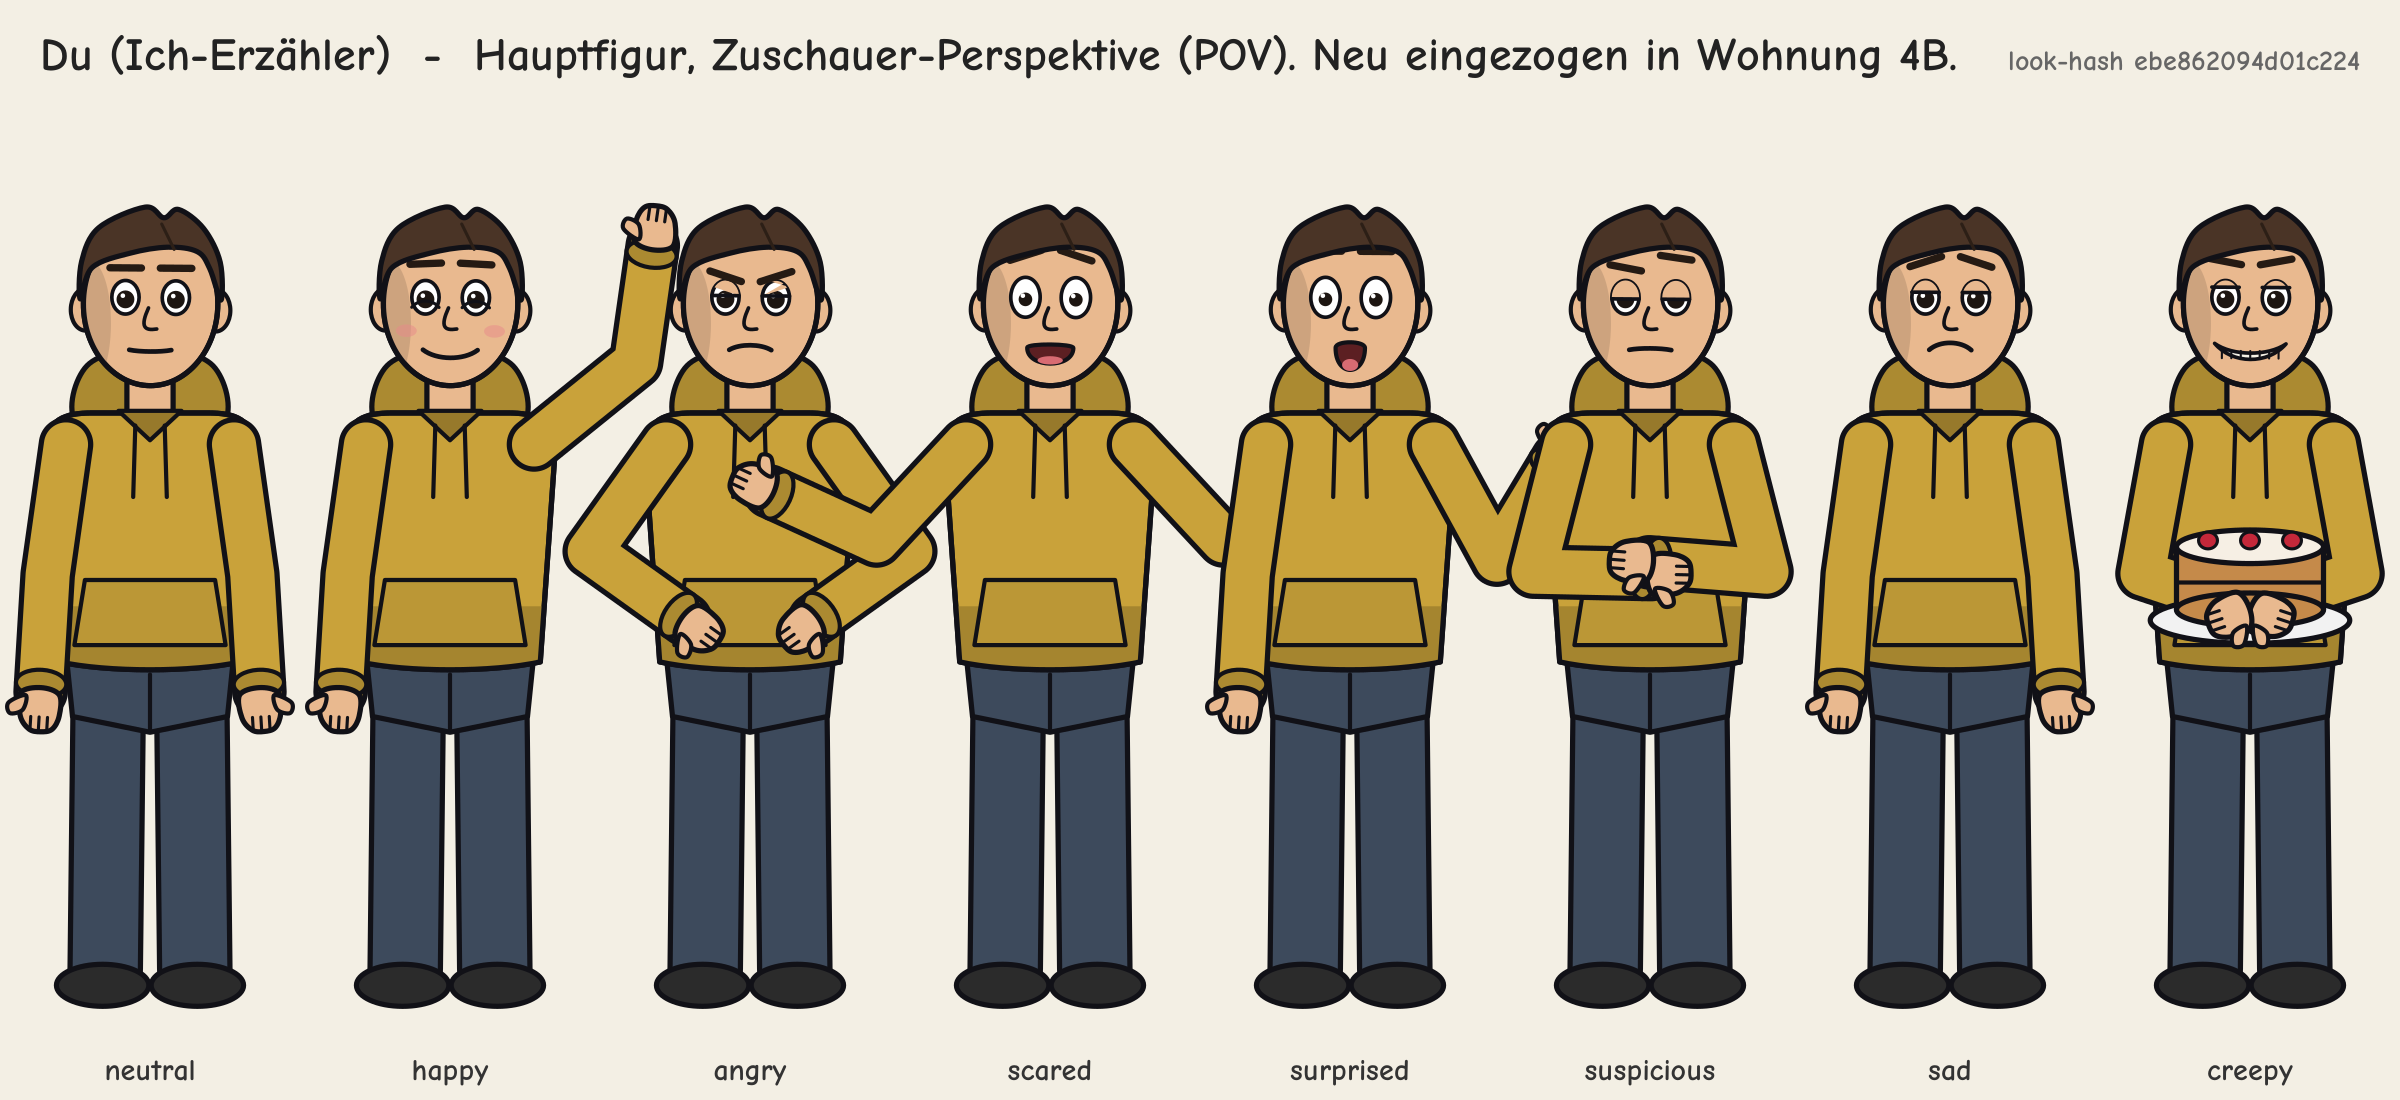 Du (Ich-Erzähler) - Hauptfigur, Zuschauer-Perspektive (POV). Neu eingezogen in Wohnung 4B. look-hash ebe862094d01c224
neutral happy angry scared surprised suspicious sad creepy